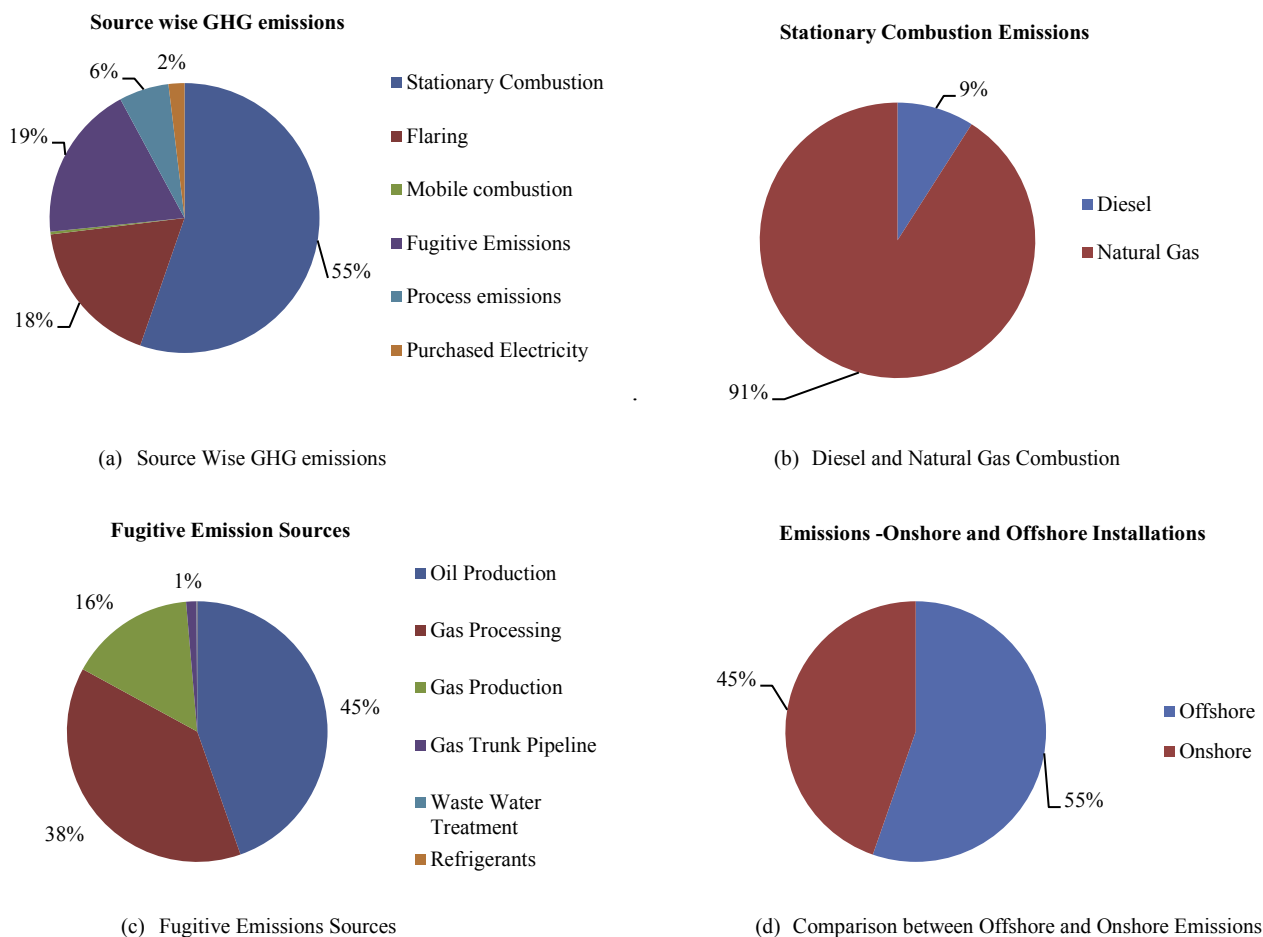 Source wise GHG emissions
2%
6%
19%
18%
55%
Stationary Combustion
Flaring
Mobile combustion
Fugitive Emissions
Process emissions
Purchased Electricity
(a) Source Wise GHG emissions
Stationary Combustion Emissions
9%
91%
Diesel
Natural Gas
.
(b) Diesel and Natural Gas Combustion
Fugitive Emission Sources
1%
16%
45%
38%
Oil Production
Gas Processing
Gas Production
Gas Trunk Pipeline
Waste Water
Treatment
Refrigerants
(c) Fugitive Emissions Sources
Emissions -Onshore and Offshore Installations
45%
55%
Offshore
Onshore
(d) Comparison between Offshore and Onshore Emissions